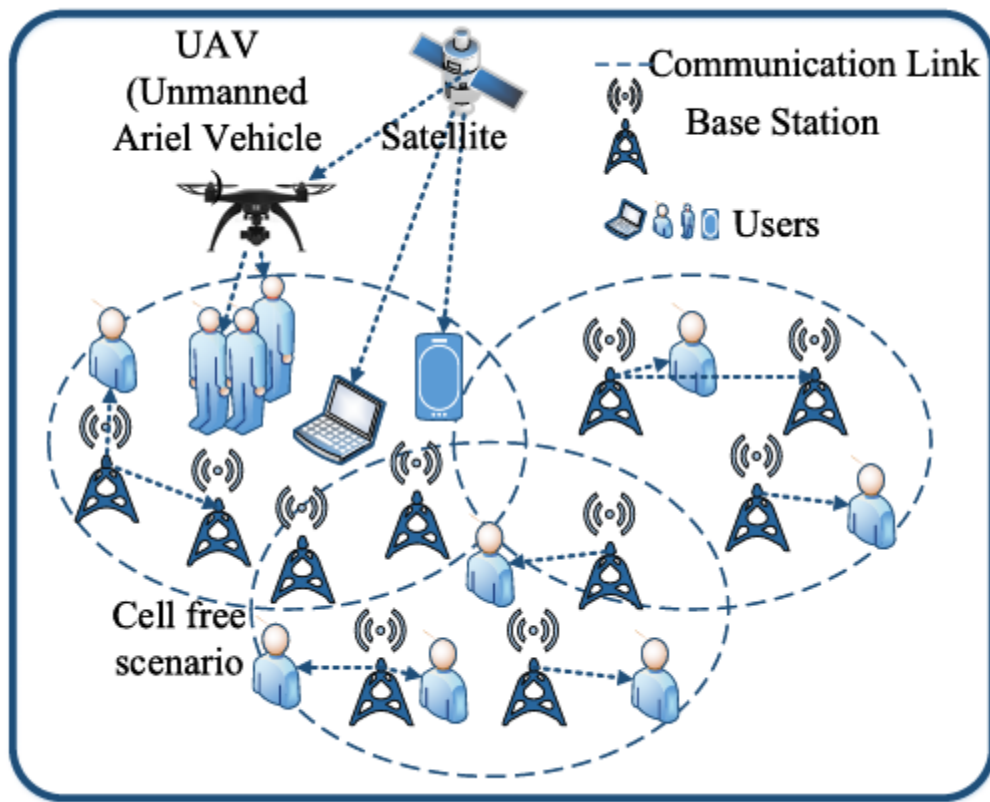 UAV
(Unmanned
Ariel Vehicle
)
Satellite
Communication Link
Base Station
Users
Cell free
scenario